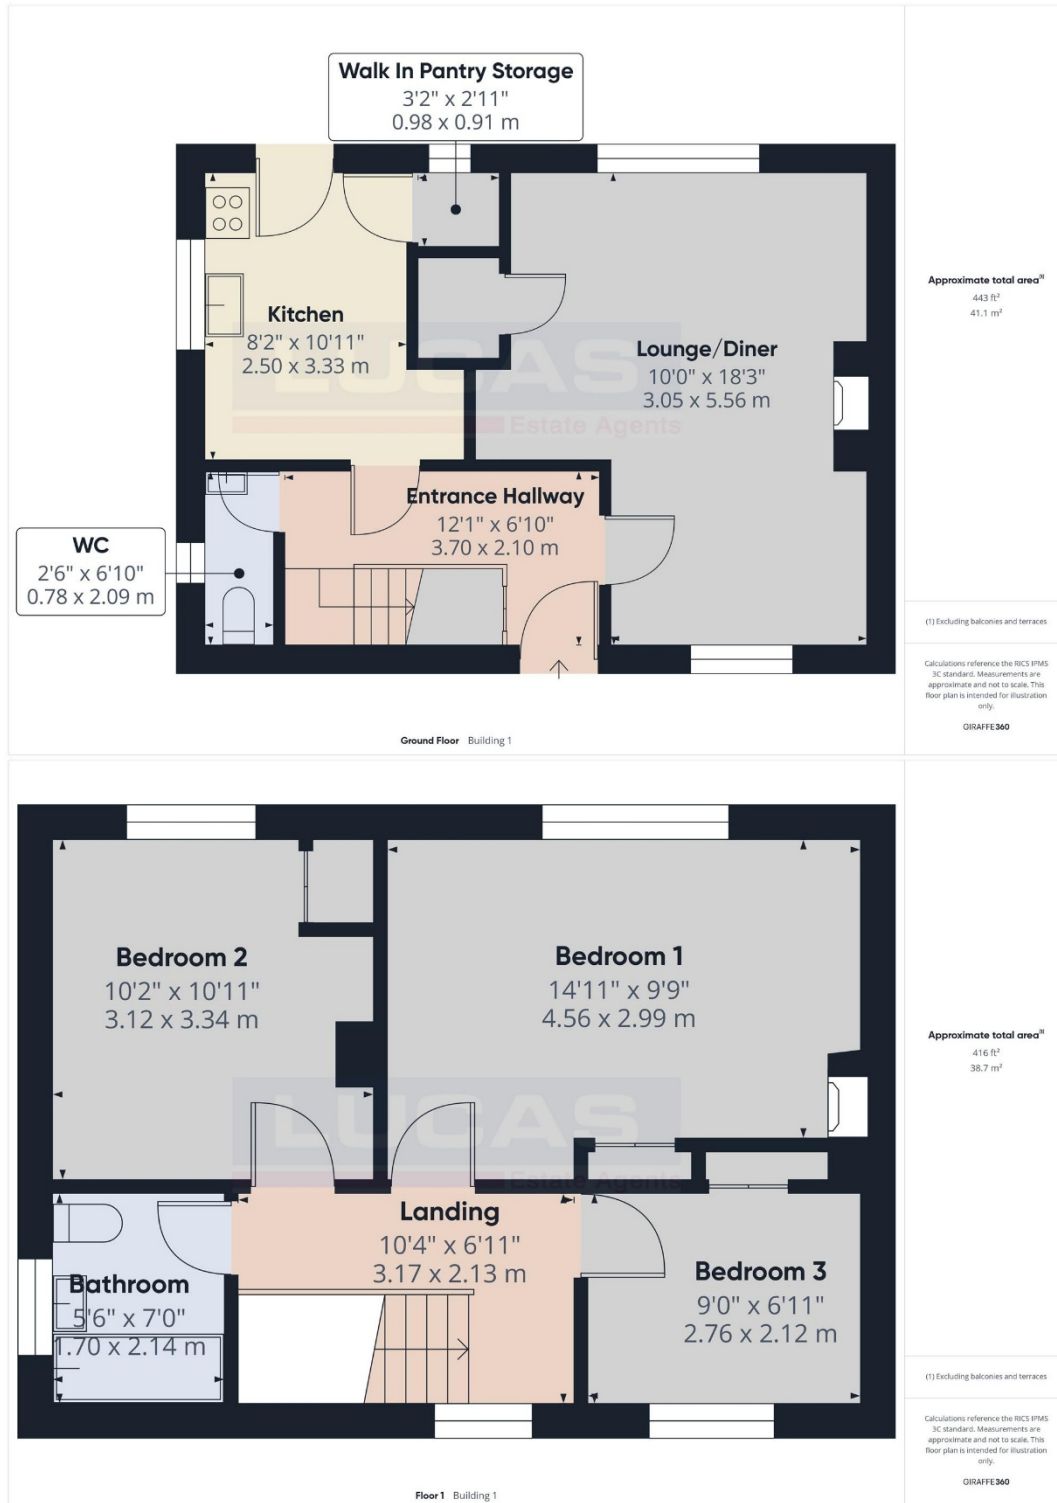 Walk In Pantry Storage
3'2" x 2'11"
0.98 x 0.91 m
Kitchen
8'2" x 10'11"
2.50 x 3.33 m
Lounge/Diner
10'0" x 18'3"
3.05 x 5.56 m
LUCAS
Estate Agents
Entrance Hallway
12'1" x 6'10"
3.70 x 2.10 m
WC
2'6" x 6'10"
0.78 x 2.09 m
Ground Floor Building 1
Approximate total area(1)
443 ft²
41.1 m²
(1) Excluding balconies and terraces
Calculations reference the RICS IPMS
3C standard. Measurements are
approximate and not to scale. This
floor plan is intended for illustration
only.
GIRAFFE360
Bedroom 2
10'2" x 10'11"
3.12 x 3.34 m
Bedroom 1
14'11" x 9'9"
4.56 x 2.99 m
LUCAS
Estate Agents
Landing
10'4" x 6'11"
3.17 x 2.13 m
Bathroom
5'6" x 7'0"
1.70 x 2.14 m
Bedroom 3
9'0" x 6'11"
2.76 x 2.12 m
Floor 1 Building 1
Approximate total area(1)
416 ft²
38.7 m²
(1) Excluding balconies and terraces
Calculations reference the RICS IPMS
3C standard. Measurements are
approximate and not to scale. This
floor plan is intended for illustration
only.
GIRAFFE360